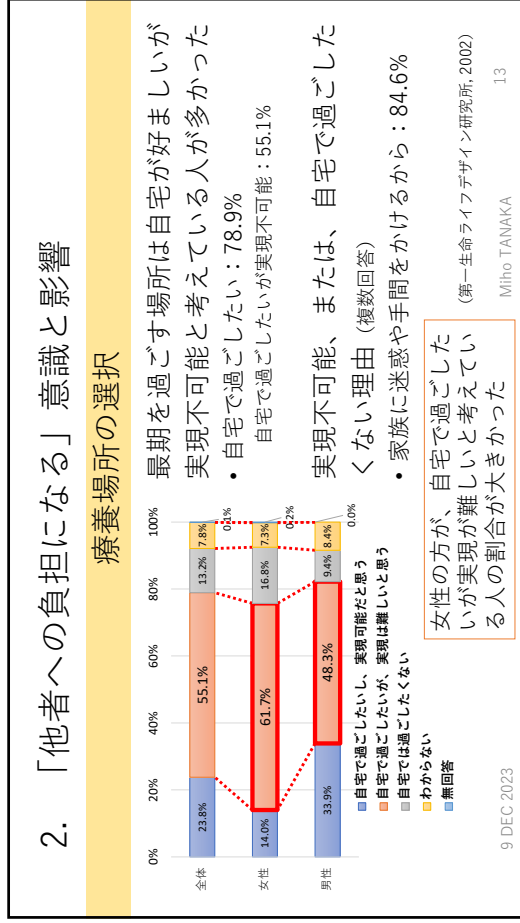 2. 「他者への負担になる」意識と影響
療養場所の選択
0%
20%
40%
60%
80%
100%
全体
23.8%
55.1%
13.2%
7.8%
0.1%
女性
14.0%
61.7%
16.8%
7.3%
0.2%
男性
33.9%
48.3%
9.4%
8.4%
0.0%
自宅で過ごしたいし、実現可能だと思う
自宅で過ごしたいが、実現は難しいと思う
自宅では過ごしたくない
わからない
無回答
最期を過ごす場所は自宅が好ましいが
実現不可能と考えている人が多かった
• 自宅で過ごしたい：78.9%
自宅で過ごしたいが実現不可能：55.1%
実現不可能、または、自宅で過ごした
くない理由（複数回答）
• 家族に迷惑や手間をかけるから：84.6%
女性の方が、自宅で過ごした
いが実現が難しいと考えてい
る人の割合が大きかった
（第一生命ライフデザイン研究所, 2002）
9 DEC 2023
Miho TANAKA
13